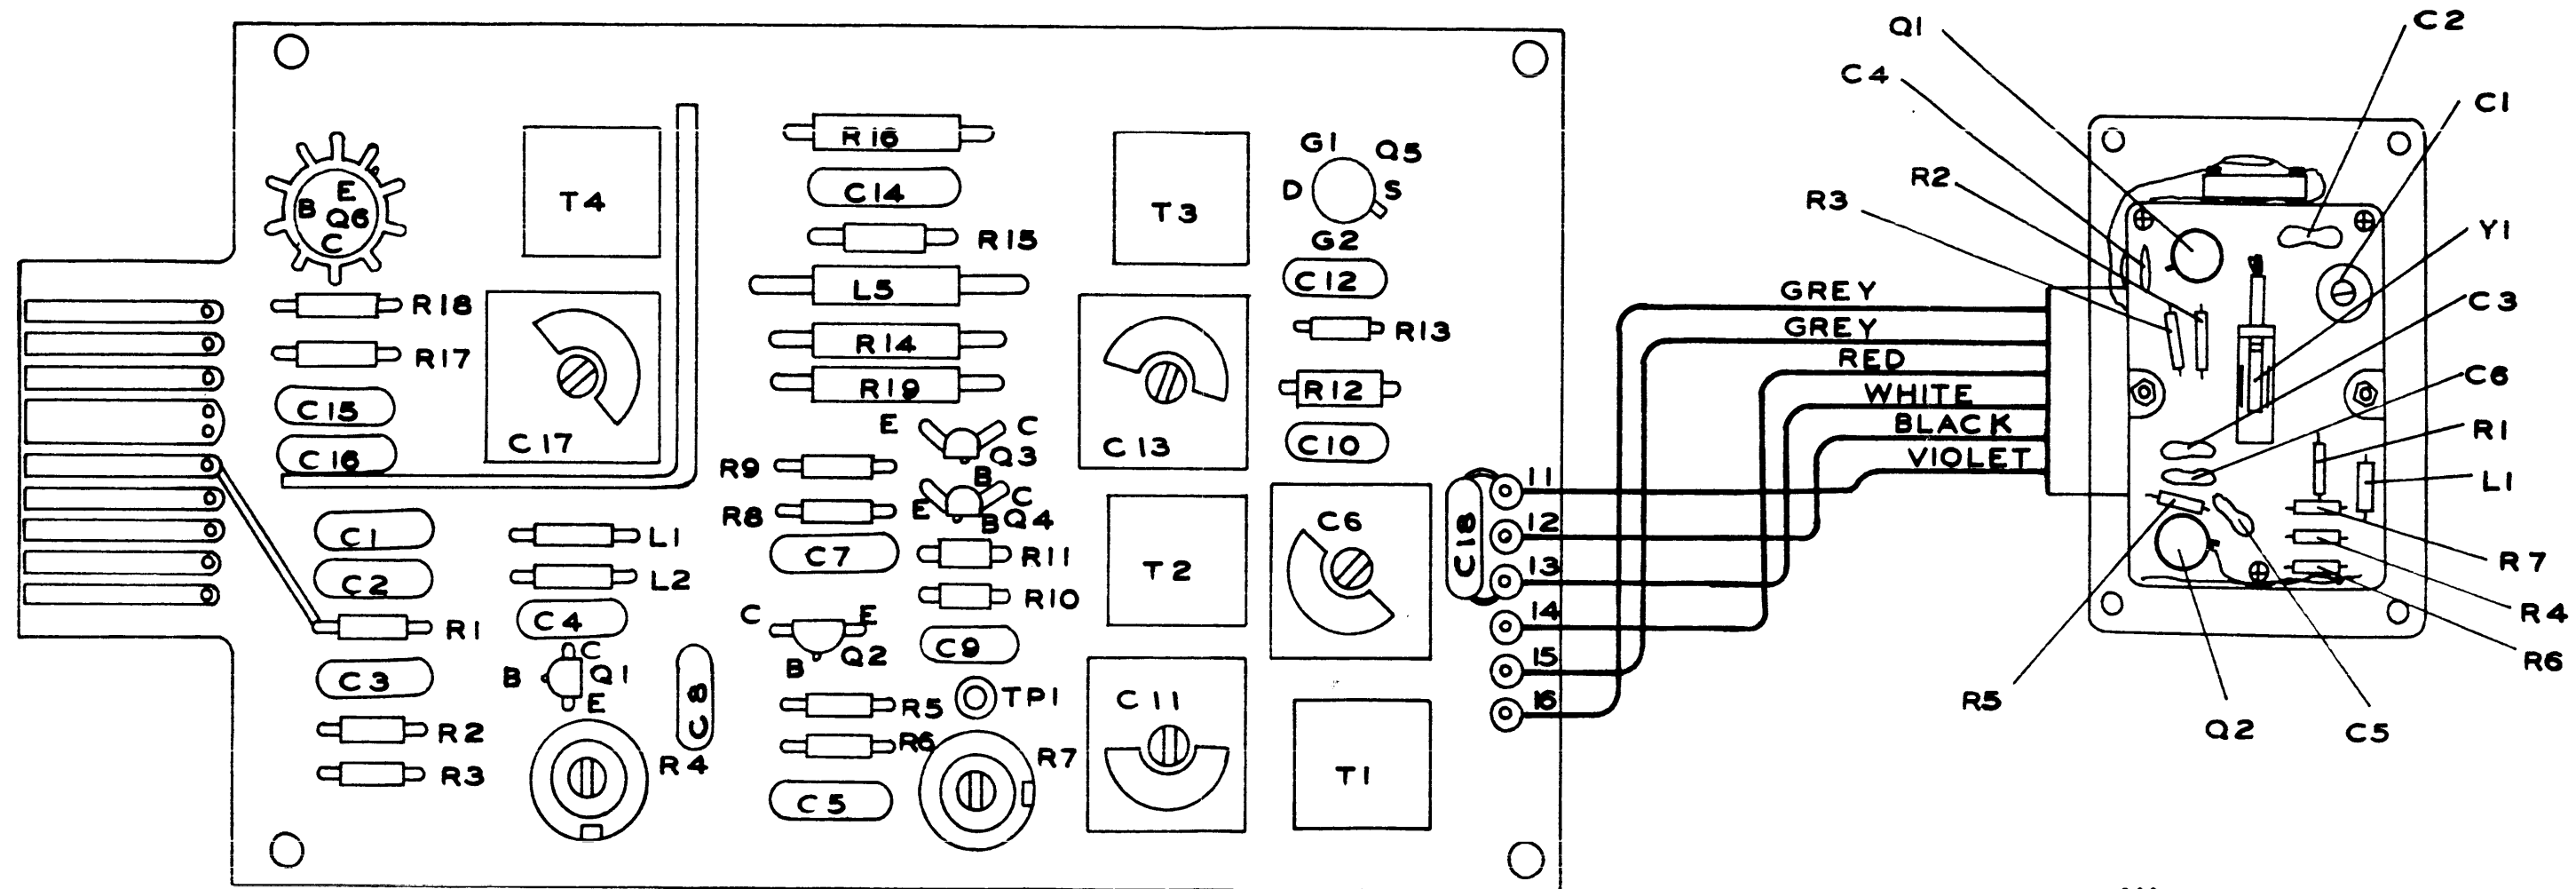 R16
C14
R15
L5
R14
R19
T4
E
B
Q6
C
R18
R17
C15
C16
C17
T3
G1
Q5
D
S
G2
C12
R13
R12
C10
C13
E
C
Q3
B
R9
R8
C7
E
C
B
Q4
R11
R10
C9
C1
C2
R1
C3
R2
R3
L1
L2
C4
C
B
Q1
E
R4
C8
C
E
B
Q2
R5
R6
C5
TP1
R7
T2
C6
C11
T1
C18
11
12
13
14
15
16
GREY
GREY
RED
WHITE
BLACK
VIOLET
Q1
C4
R2
R3
C2
C1
Y1
C3
C6
R1
L1
R7
R4
R6
C5
Q2
R5